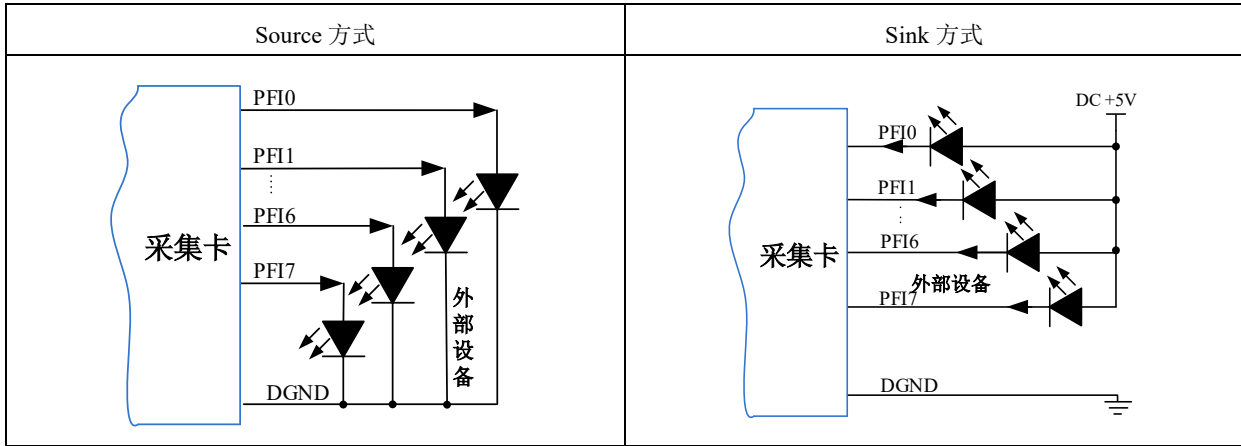 Source 方式
Sink 方式
PFI0
PFI1
PFI6
PFI7
DGND
采集卡
外部设备
DC +5V
PFI0
PFI1
PFI6
PFI7
DGND
采集卡
外部设备